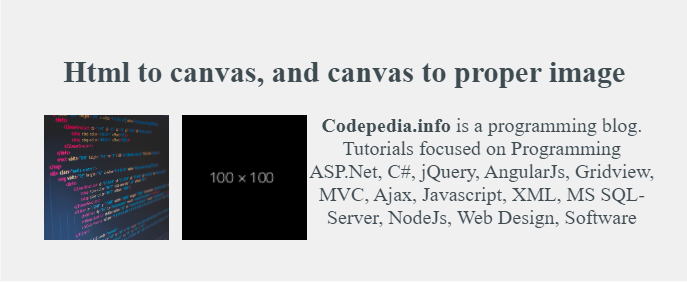 Html to canvas, and canvas to proper image
100 × 100
Codepedia.info is a programming blog.
Tutorials focused on Programming
ASP.Net, C#, jQuery, AngularJs, Gridview,
MVC, Ajax, Javascript, XML, MS SQL-
Server, NodeJs, Web Design, Software